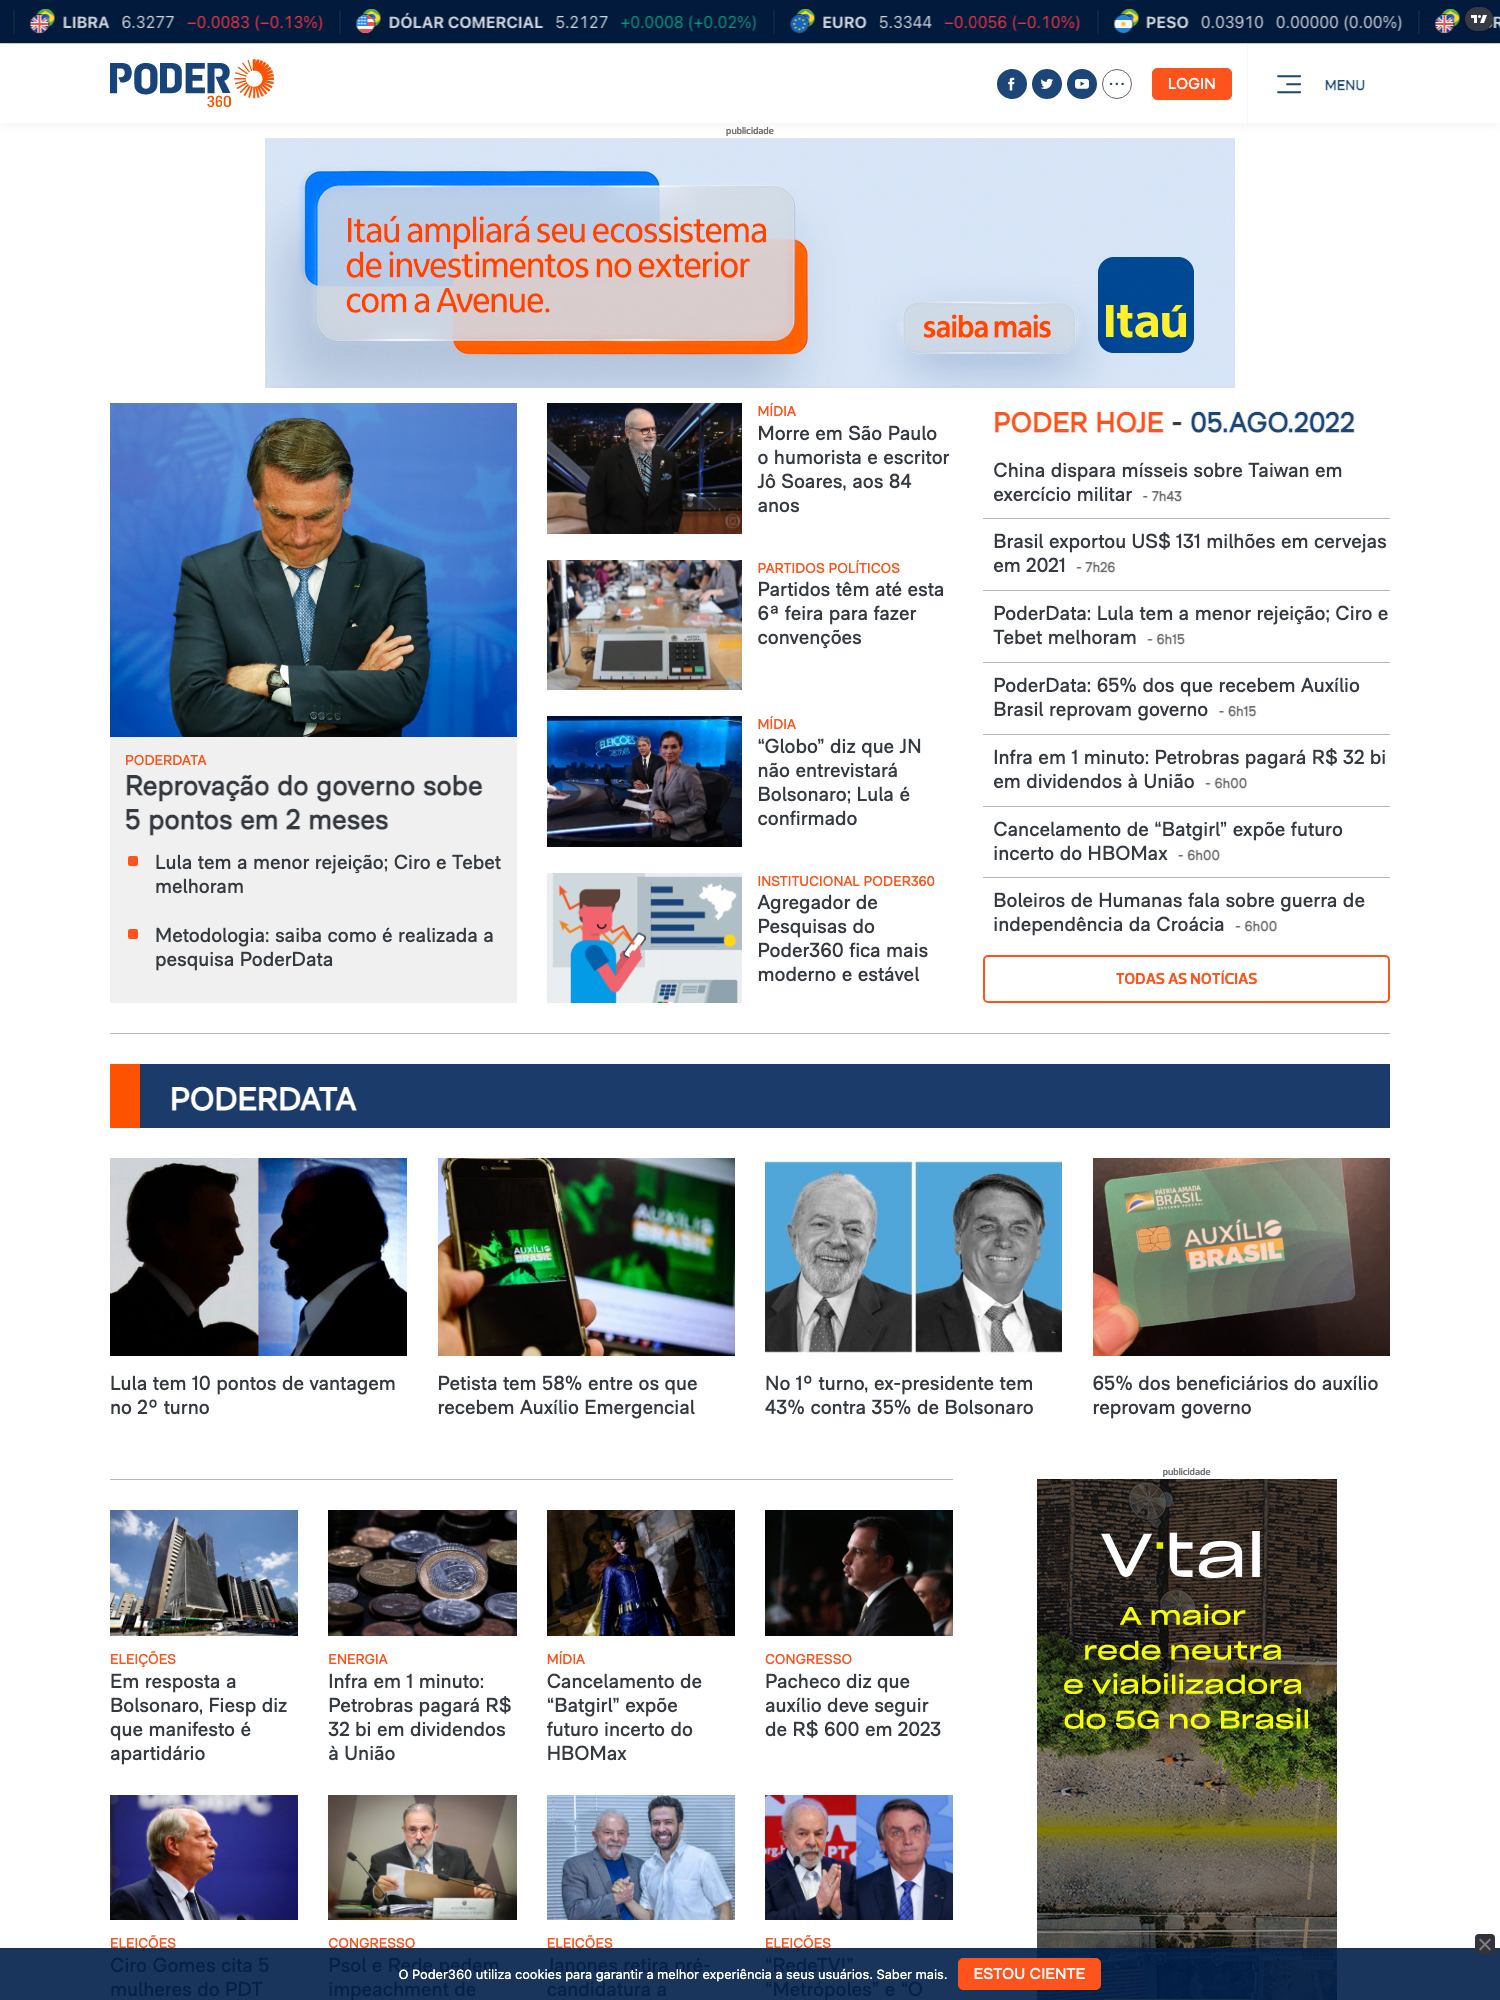 LIBRA 6.3277 −0.0083 (−0.13%) DÓLAR COMERCIAL 5.2127 +0.0008 (+0.02%) EURO 5.3344 −0.0056 (−0.10%) PESO 0.03910 0.00000 (0.00%)
PODER
360
LOGIN
MENU
publicidade
Itaú ampliará seu ecossistema
de investimentos no exterior
com a Avenue.
saiba mais
Itaú
PODERDATA
Reprovação do governo sobe
5 pontos em 2 meses
Lula tem a menor rejeição; Ciro e Tebet
melhoram
Metodologia: saiba como é realizada a
pesquisa PoderData
MÍDIA
Morre em São Paulo
o humorista e escritor
Jô Soares, aos 84
anos
PARTIDOS POLÍTICOS
Partidos têm até esta
6ª feira para fazer
convenções
ELEIÇÕES
MÍDIA
“Globo” diz que JN
não entrevistará
Bolsonaro; Lula é
confirmado
INSTITUCIONAL PODER360
Agregador de
Pesquisas do
Poder360 fica mais
moderno e estável
PODER HOJE - 05.AGO.2022
China dispara mísseis sobre Taiwan em
exercício militar - 7h43
Brasil exportou US$ 131 milhões em cervejas
em 2021 - 7h26
PoderData: Lula tem a menor rejeição; Ciro e
Tebet melhoram - 6h15
PoderData: 65% dos que recebem Auxílio
Brasil reprovam governo - 6h15
Infra em 1 minuto: Petrobras pagará R$ 32 bi
em dividendos à União - 6h00
Cancelamento de “Batgirl” expõe futuro
incerto do HBOMax - 6h00
Boleiros de Humanas fala sobre guerra de
independência da Croácia - 6h00
TODAS AS NOTÍCIAS
PODERDATA
AUXÍLIO
BRASIL
AUXÍLIO
BRASIL
PÁTRIA AMADA
BRASIL
AUXÍLIO
BRASIL
Lula tem 10 pontos de vantagem
no 2º turno
Petista tem 58% entre os que
recebem Auxílio Emergencial
No 1º turno, ex-presidente tem
43% contra 35% de Bolsonaro
65% dos beneficiários do auxílio
reprovam governo
ELEIÇÕES
Em resposta a
Bolsonaro, Fiesp diz
que manifesto é
apartidário
ENERGIA
Infra em 1 minuto:
Petrobras pagará R$
32 bi em dividendos
à União
MÍDIA
Cancelamento de
“Batgirl” expõe
futuro incerto do
HBOMax
CONGRESSO
Pacheco diz que
auxílio deve seguir
de R$ 600 em 2023
publicidade
V.tal
A maior
rede neutra
e viabilizadora
do 5G no Brasil
PT
ELEIÇÕES
Ciro Gomes cita 5
mulheres do PDT
CONGRESSO
Psol e Rede pedem
impeachment de
ELEIÇÕES
Janones retira pré-
candidatura a
ELEIÇÕES
“RedeTV!”
“Metrópoles” e “O
O Poder360 utiliza cookies para garantir a melhor experiência a seus usuários. Saber mais.
ESTOU CIENTE